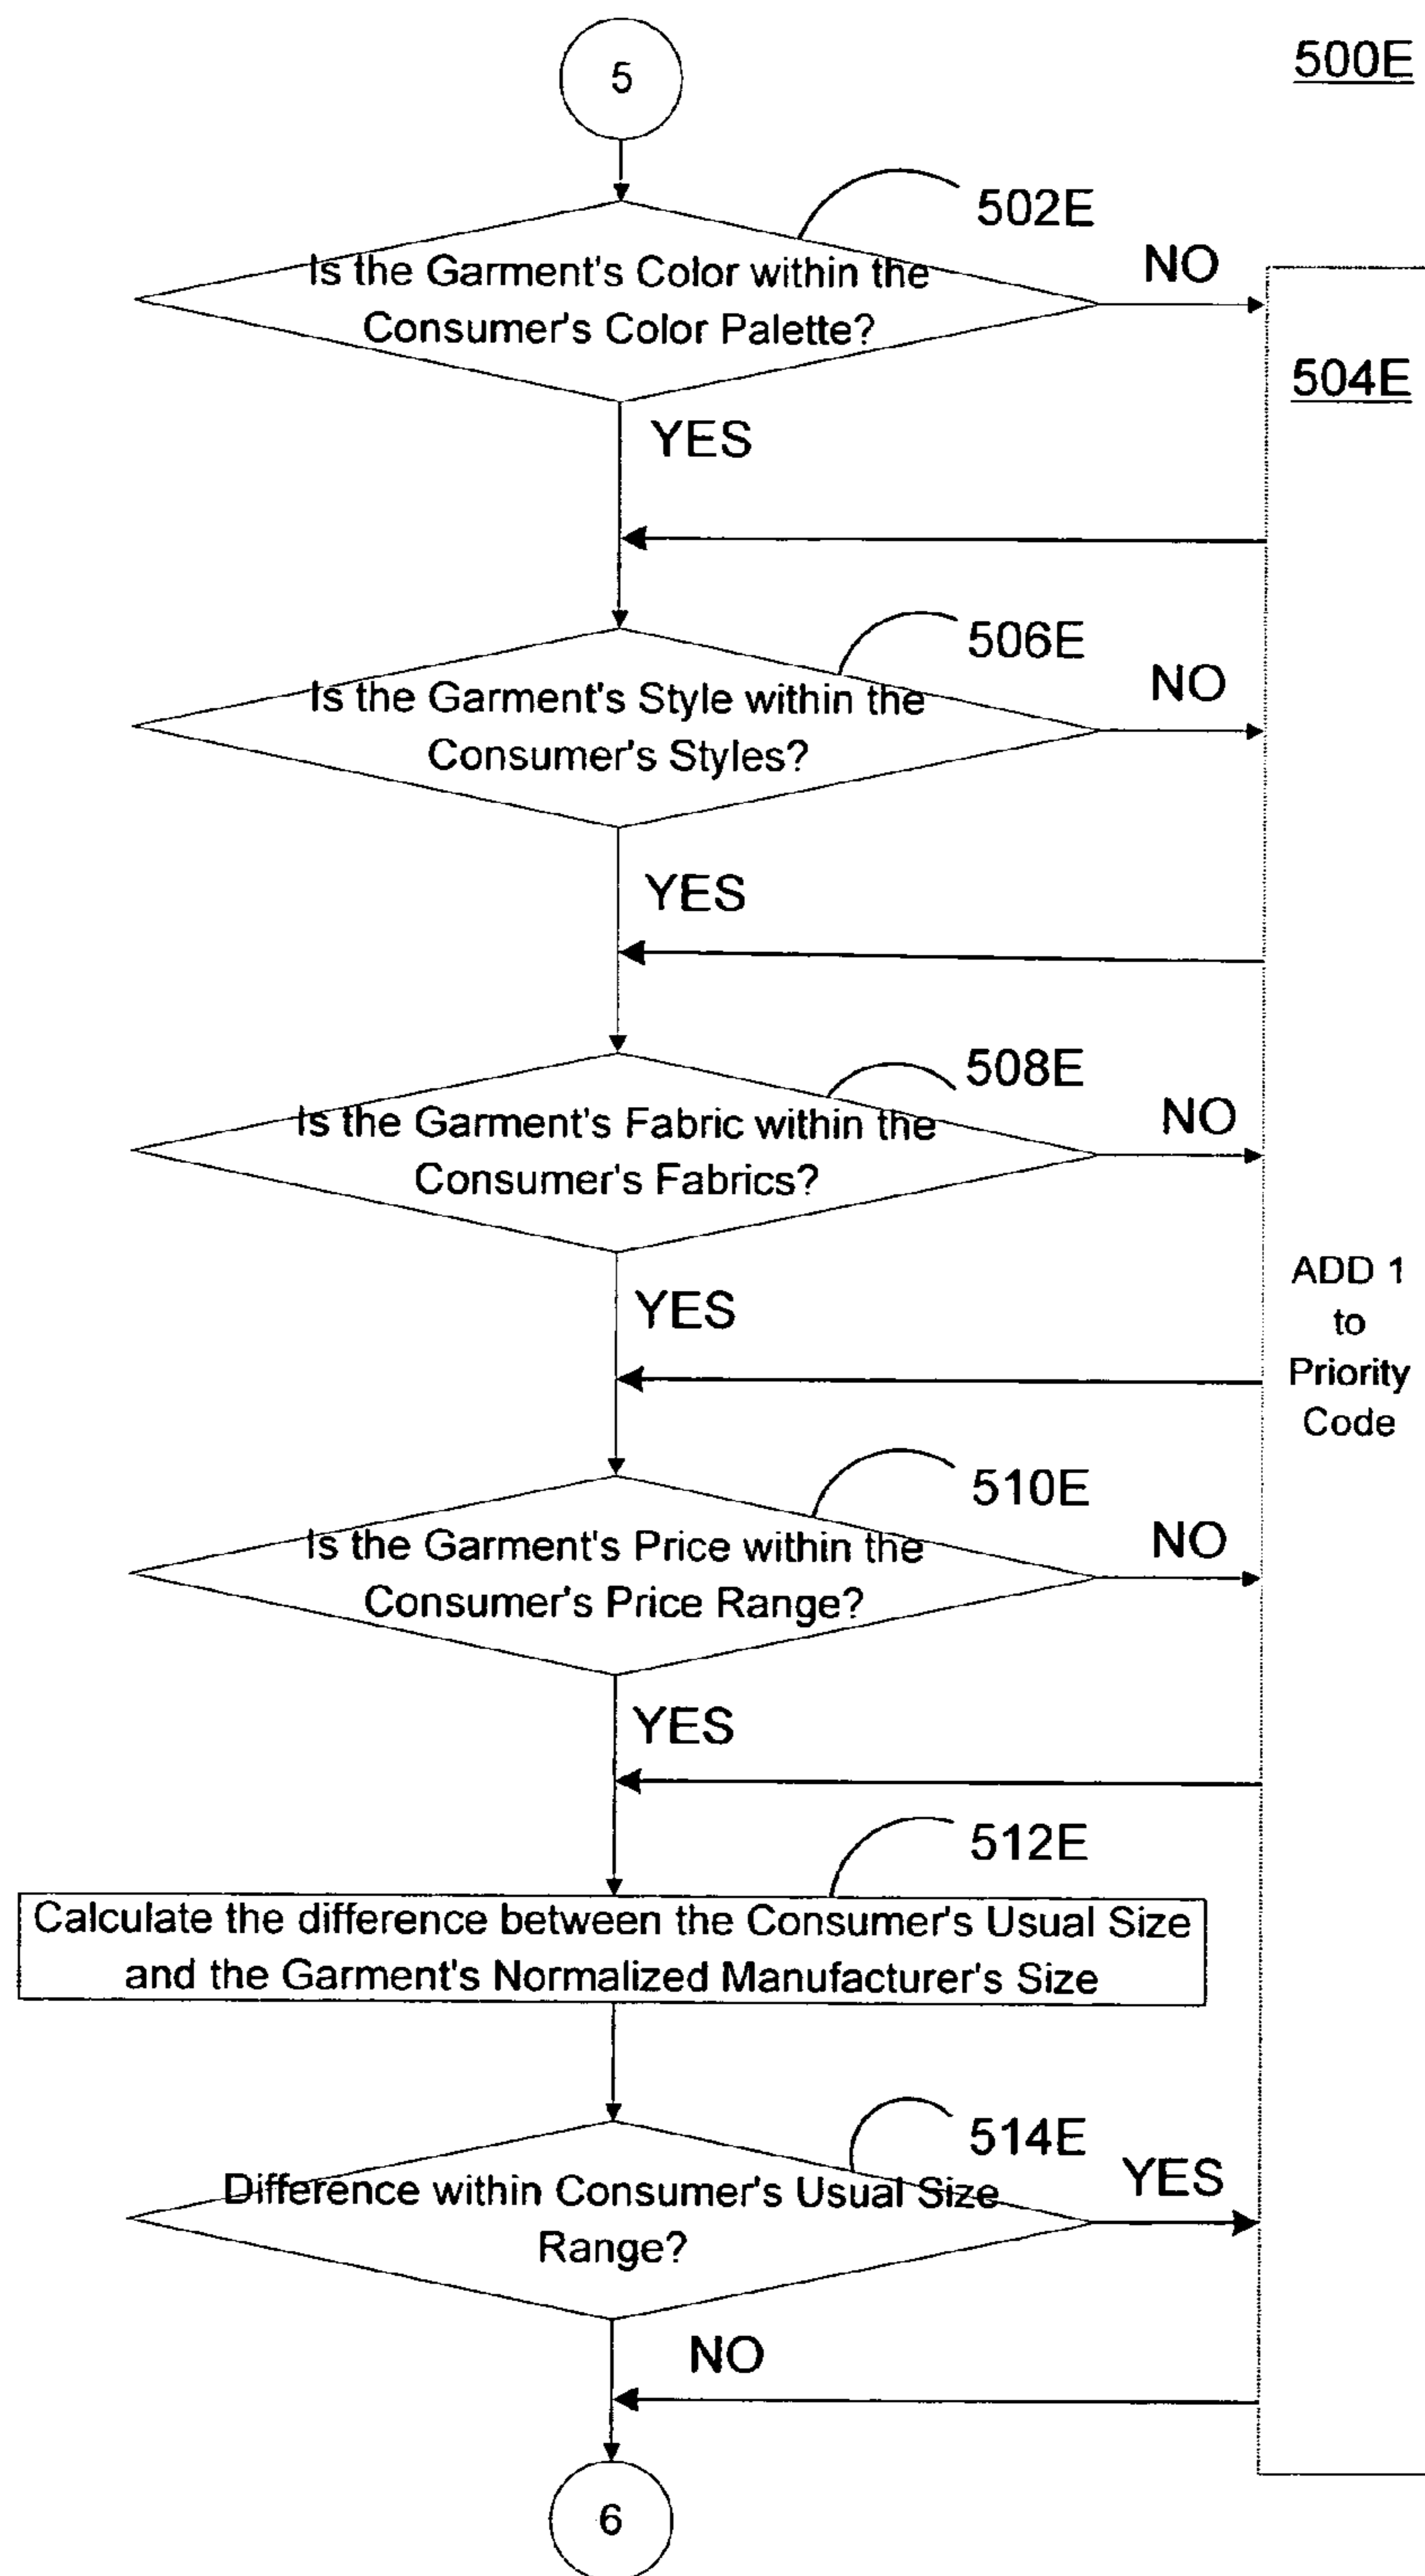 5
500E
502E
Is the Garment's Color within the
Consumer's Color Palette?
NO
504E
YES
506E
Is the Garment's Style within the
Consumer's Styles?
NO
YES
508E
Is the Garment's Fabric within the
Consumer's Fabrics?
NO
ADD 1
to
Priority
Code
YES
510E
Is the Garment's Price within the
Consumer's Price Range?
NO
YES
512E
Calculate the difference between the Consumer's Usual Size
and the Garment's Normalized Manufacturer's Size
514E
Difference within Consumer's Usual Size
Range?
YES
NO
6